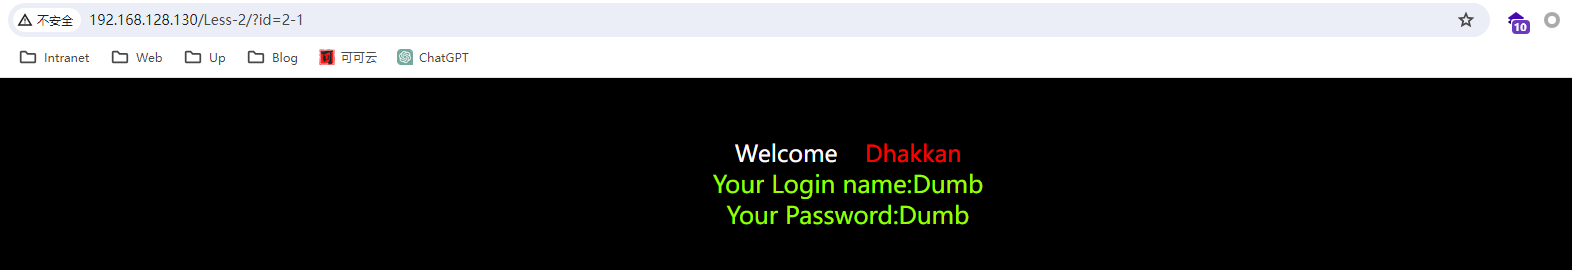 不安全 192.168.128.130/Less-2/?id=2-1
10
Intranet Web Up Blog 可可云 ChatGPT
Welcome Dhakkan
Your Login name:Dumb
Your Password:Dumb